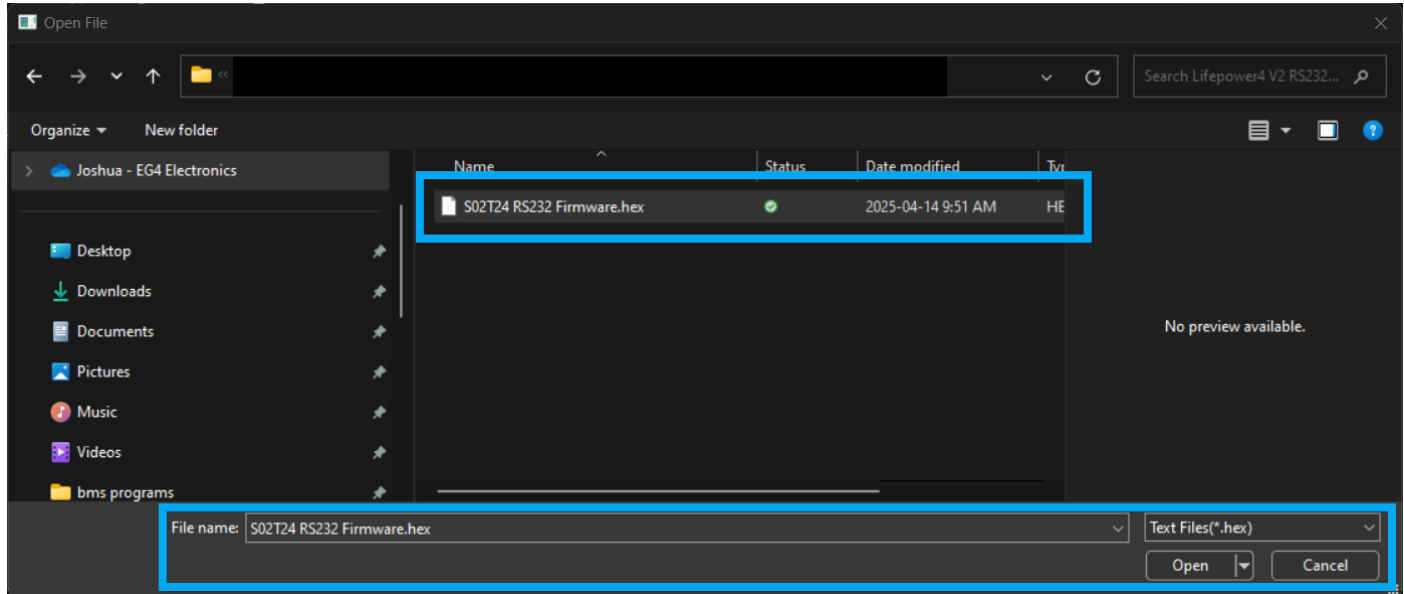 Open File
Search Lifepower4 V2 RS232...
Organize
New folder
Joshua - EG4 Electronics
Desktop
Downloads
Documents
Pictures
Music
Videos
bms programs
Name
Status
Date modified
S02T24 RS232 Firmware.hex
2025-04-14 9:51 AM
HE
No preview available.
File name:
S02T24 RS232 Firmware.hex
Text Files(*.hex)
Open
Cancel